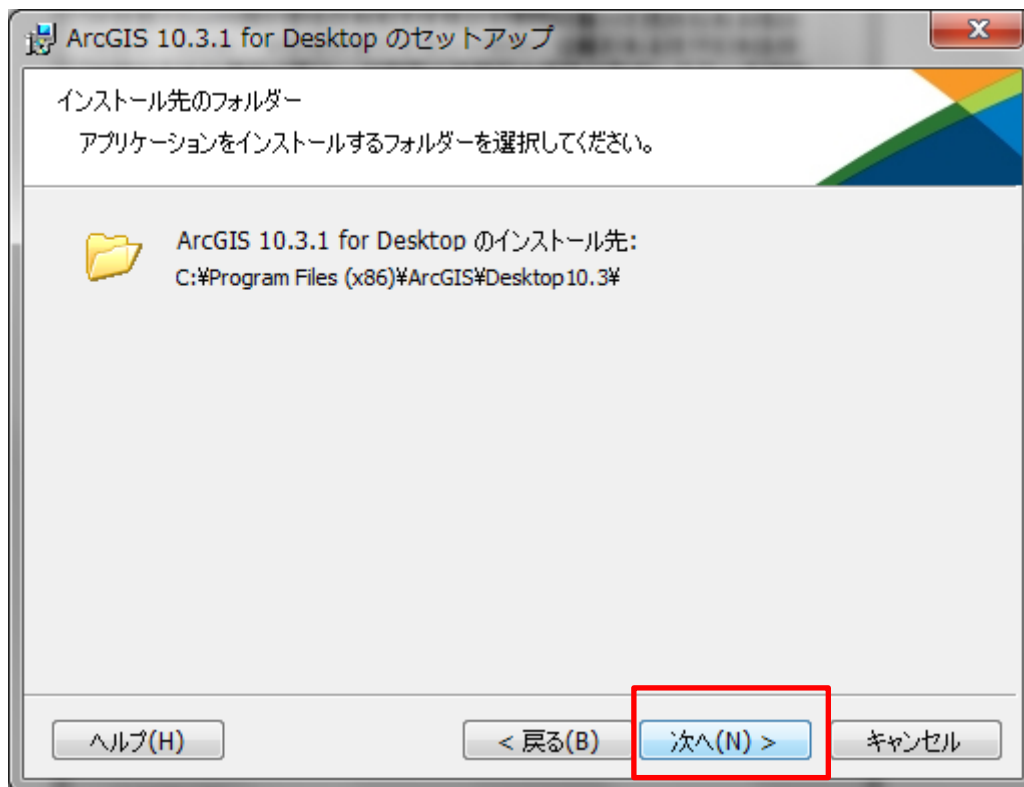 ArcGIS 10.3.1 for Desktop のセットアップ
インストール先のフォルダー
アプリケーションをインストールするフォルダーを選択してください。
ArcGIS 10.3.1 for Desktop のインストール先:
C:¥Program Files (x86)¥ArcGIS¥Desktop10.3¥
ヘルプ(H)
< 戻る(B)
次へ(N) >
キャンセル